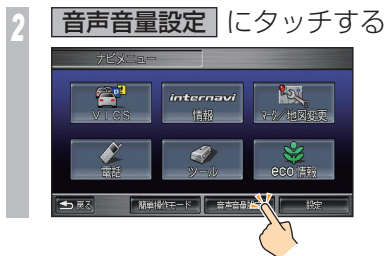 2 音声音量設定 にタッチする
ナビメニュー
VICS
internavi
情報
マーク/地図変更
電話
ツール
eco 情報
戻る 簡単操作モード 音声音量設 設定